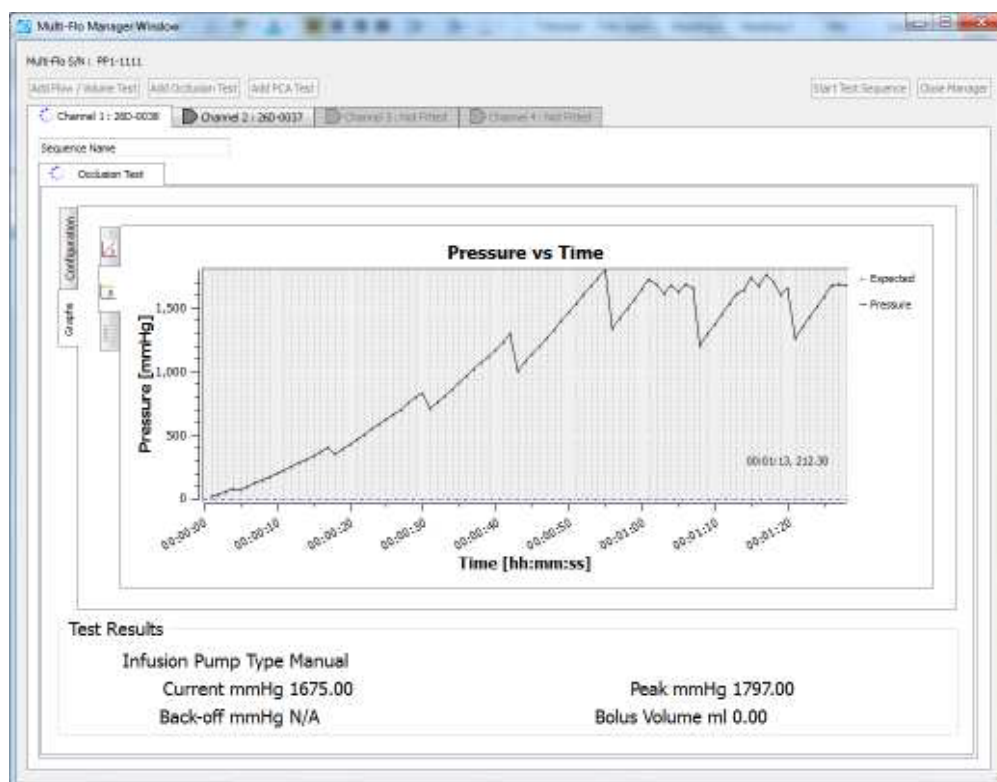 Multi-Flo Manager Window
Multi-Flo S/N : PP1-1111
Add Flow / Volume Test Add Occlusion Test Add PCA Test Start Test Sequence Close Manager
Channel 1 : 26D-0038 Channel 2 : 26D-0037 Channel 3 : Not Fitted Channel 4 : Not Fitted
Sequence Name
Occlusion Test
Configuration
Graphs
Pressure vs Time
Expected
Pressure
Pressure [mmHg]
1,500
1,000
500
0
00:01:13, 212.30
00:00:00 00:00:10 00:00:20 00:00:30 00:00:40 00:00:50 00:01:00 00:01:10 00:01:20
Time [hh:mm:ss]
Test Results
Infusion Pump Type Manual
Current mmHg 1675.00 Peak mmHg 1797.00
Back-off mmHg N/A Bolus Volume ml 0.00